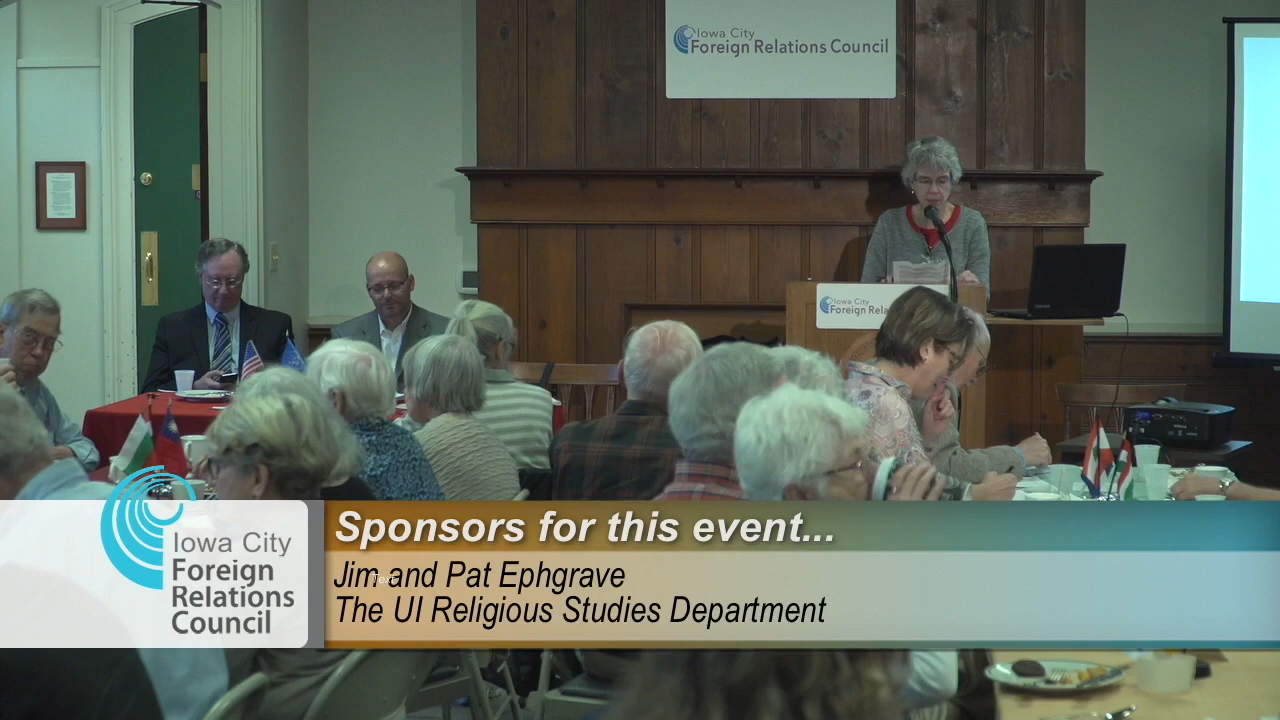 Iowa City
Foreign Relations Council
Iowa City
Foreign Rela
Sponsors for this event...
Jim and Pat Ephgrave
Text
The UI Religious Studies Department
Iowa City
Foreign
Relations
Council